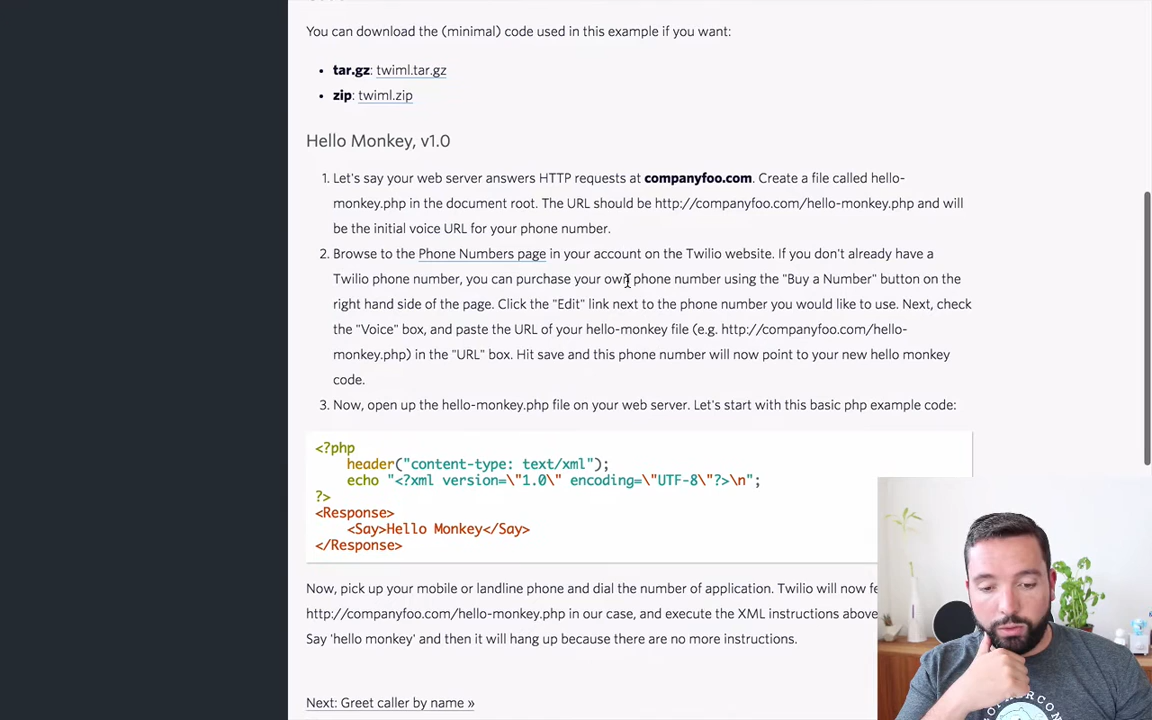 You can download the (minimal) code used in this example if you want:
• tar.gz: twiml.tar.gz
• zip: twiml.zip
Hello Monkey, v1.0
1. Let's say your web server answers HTTP requests at companyfoo.com. Create a file called hello-
monkey.php in the document root. The URL should be http://companyfoo.com/hello-monkey.php and will
be the initial voice URL for your phone number.
2. Browse to the Phone Numbers page in your account on the Twilio website. If you don't already have a
Twilio phone number, you can purchase your own phone number using the "Buy a Number" button on the
right hand side of the page. Click the "Edit" link next to the phone number you would like to use. Next, check
the "Voice" box, and paste the URL of your hello-monkey file (e.g. http://companyfoo.com/hello-
monkey.php) in the "URL" box. Hit save and this phone number will now point to your new hello monkey
code.
3. Now, open up the hello-monkey.php file on your web server. Let's start with this basic php example code:
<?php
header("content-type: text/xml");
echo "<?xml version=\"1.0\" encoding=\"UTF-8\"?>\n";
?>
<Response>
<Say>Hello Monkey</Say>
</Response>
Now, pick up your mobile or landline phone and dial the number of application. Twilio will now fe
http://companyfoo.com/hello-monkey.php in our case, and execute the XML instructions above
Say 'hello monkey' and then it will hang up because there are no more instructions.
Next: Greet caller by name »